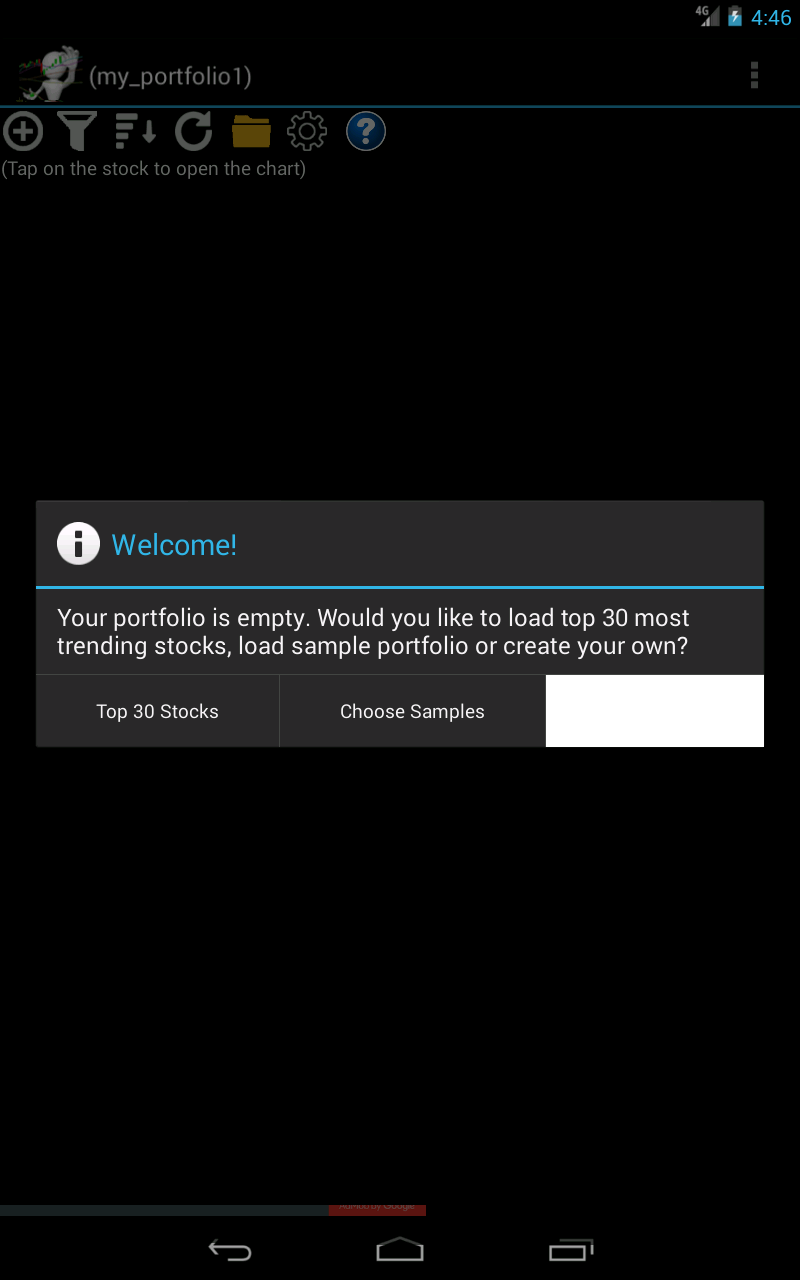 4G 4:46
(my_portfolio1)
?
(Tap on the stock to open the chart)
Welcome!
Your portfolio is empty. Would you like to load top 30 most
trending stocks, load sample portfolio or create your own?
Top 30 Stocks
Choose Samples
AdMob by Google